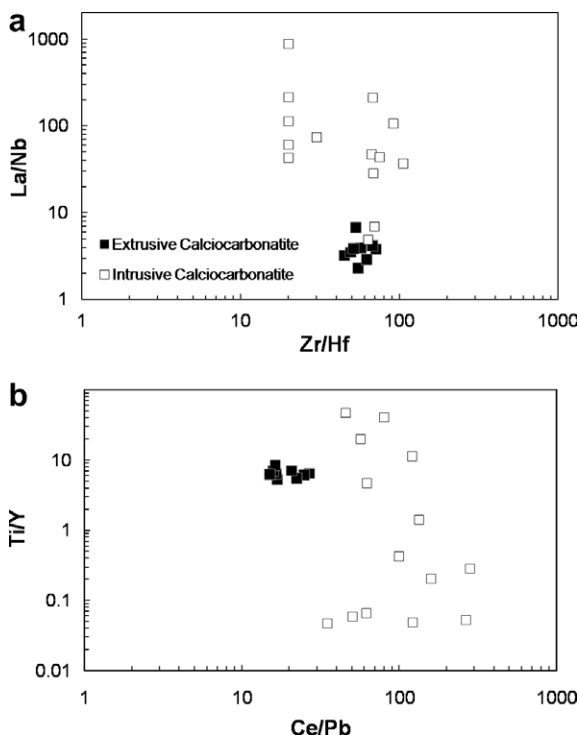 a
1000
100
10
1
La/Nb
Extrusive Calciocarbonatite
Intrusive Calciocarbonatite
1 10 100 1000
Zr/Hf
b
100
10
1
0.1
0.01
Ti/Y
1 10 100 1000
Ce/Pb